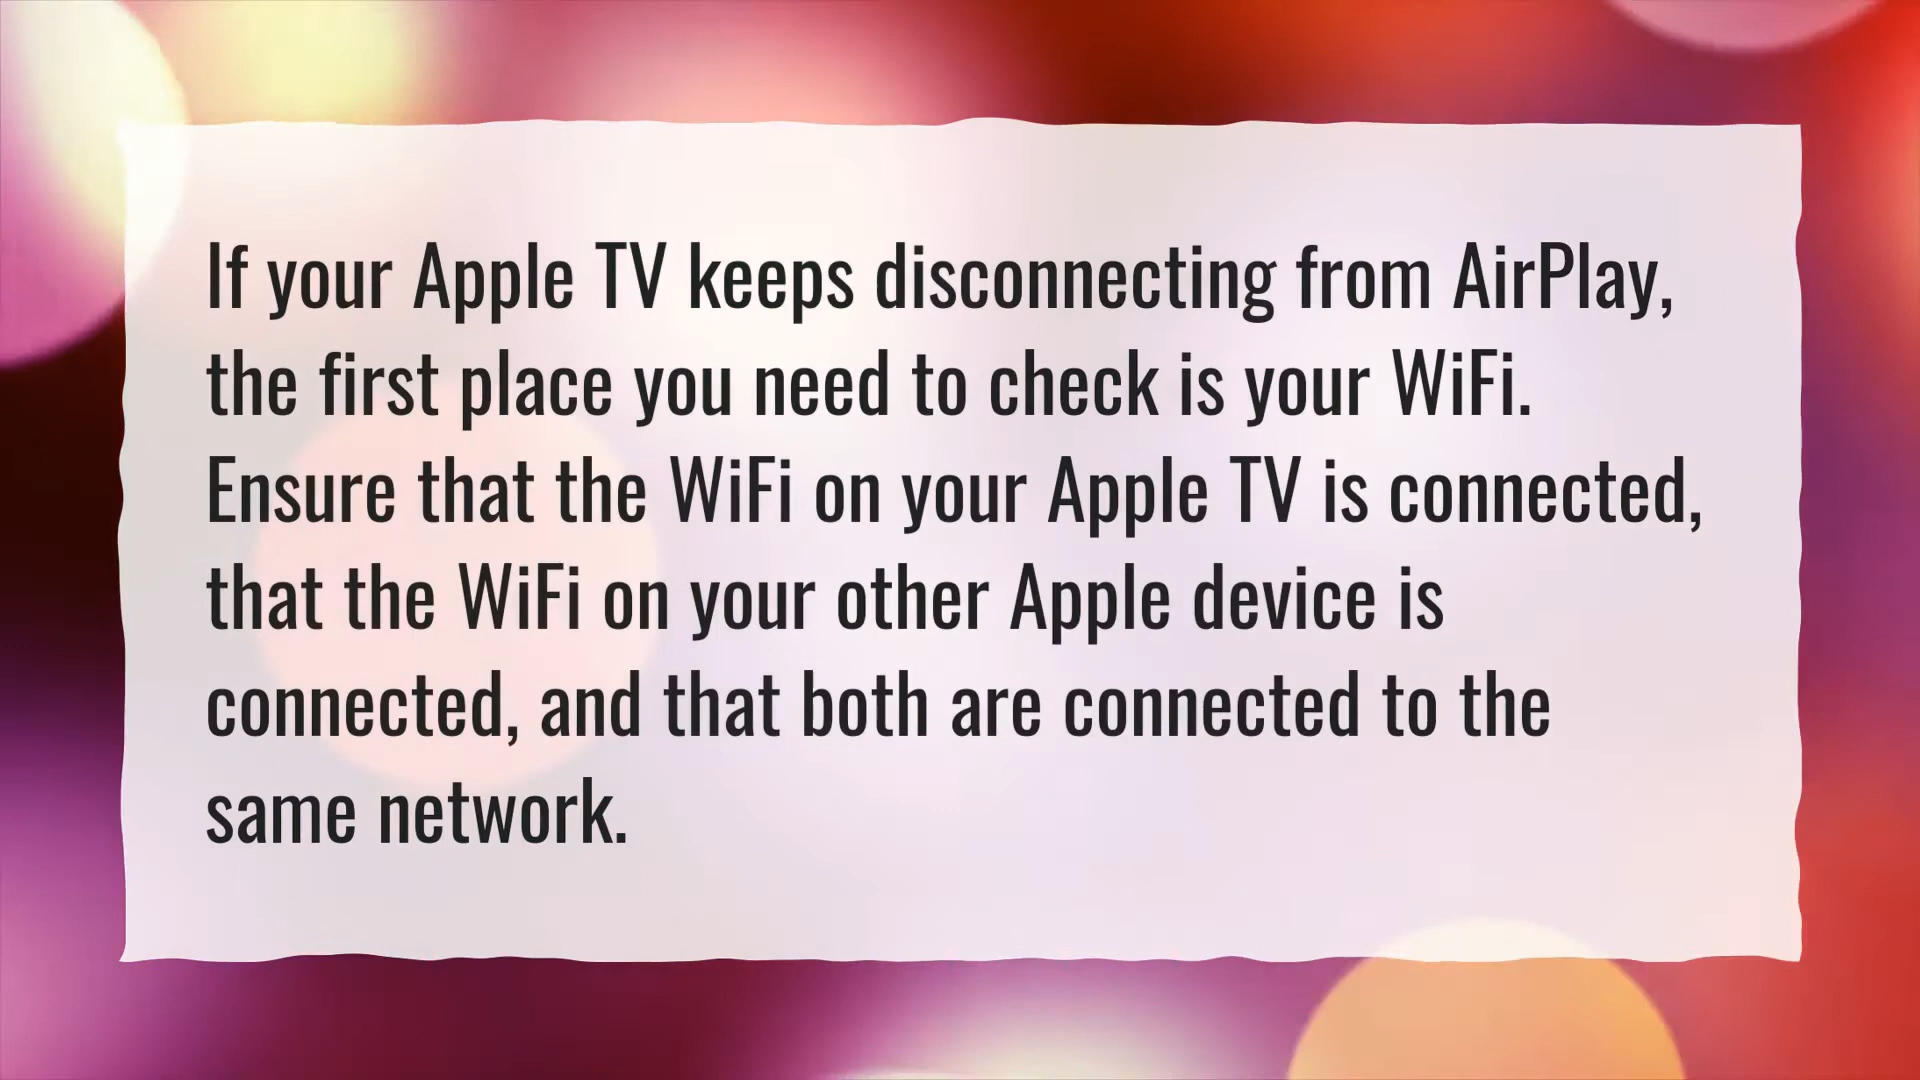 If your Apple TV keeps disconnecting from AirPlay,
the first place you need to check is your WiFi.
Ensure that the WiFi on your Apple TV is connected,
that the WiFi on your other Apple device is
connected, and that both are connected to the
same network.